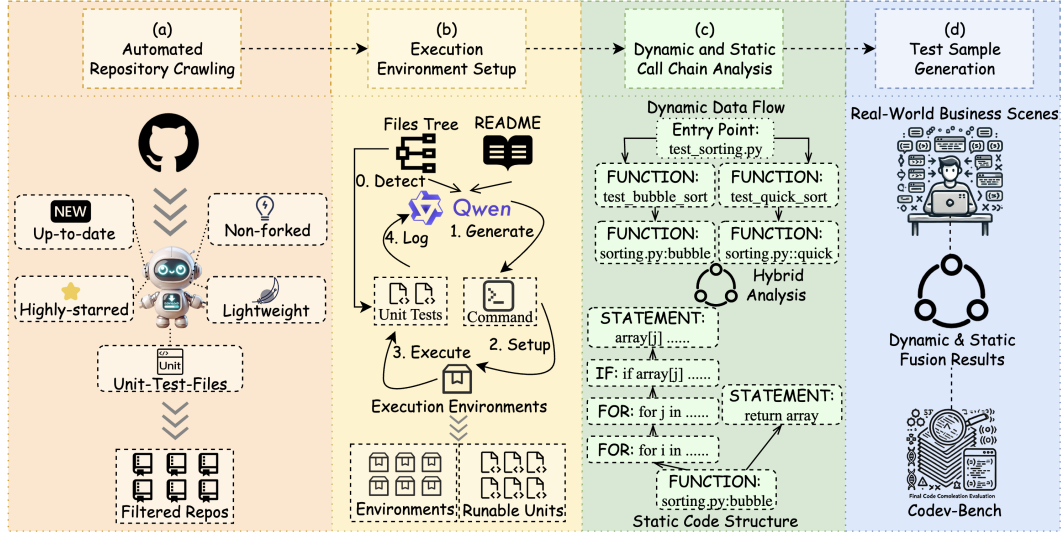 (a)
Automated
Repository Crawling
(b)
Execution
Environment Setup
(c)
Dynamic and Static
Call Chain Analysis
(d)
Test Sample
Generation
NEW
Up-to-date
Non-forked
Highly-starred
Lightweight
Unit
Unit-Test-Files
Filtered Repos
Files Tree
README
0. Detect
Qwen
4. Log
1. Generate
Unit Tests
Command
2. Setup
3. Execute
Execution Environments
Environments
Runable Units
Dynamic Data Flow
Entry Point:
test_sorting.py
FUNCTION:
test_bubble_sort
FUNCTION:
test_quick_sort
FUNCTION:
sorting.py:bubble
FUNCTION:
sorting.py::quick
Hybrid
Analysis
STATEMENT:
array[j] ......
IF: if array[j] ......
FOR: for j in ......
FOR: for i in ......
STATEMENT:
return array
FUNCTION:
sorting.py:bubble
Static Code Structure
Real-World Business Scenes
Dynamic & Static
Fusion Results
Final Code Comoleation Evaluation
Codev-Bench